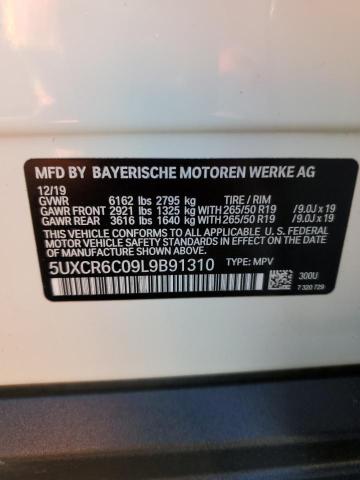 MFD BY BAYERISCHE MOTOREN WERKE AG
12/19
GVWR 6162 lbs 2795 kg TIRE / RIM
GAWR FRONT 2921 lbs 1325 kg WITH 265/50 R19 / 9.0J x 19
GAWR REAR 3616 lbs 1640 kg WITH 265/50 R19 / 9.0J x 19
THIS VEHICLE CONFORMS TO ALL APPLICABLE
U.S. FEDERAL MOTOR VEHICLE SAFETY STANDARDS
IN EFFECT ON THE DATE OF MANUFACTURE SHOWN ABOVE.
5UXCR6C09L9B91310 TYPE: MPV
300U
7 320 729